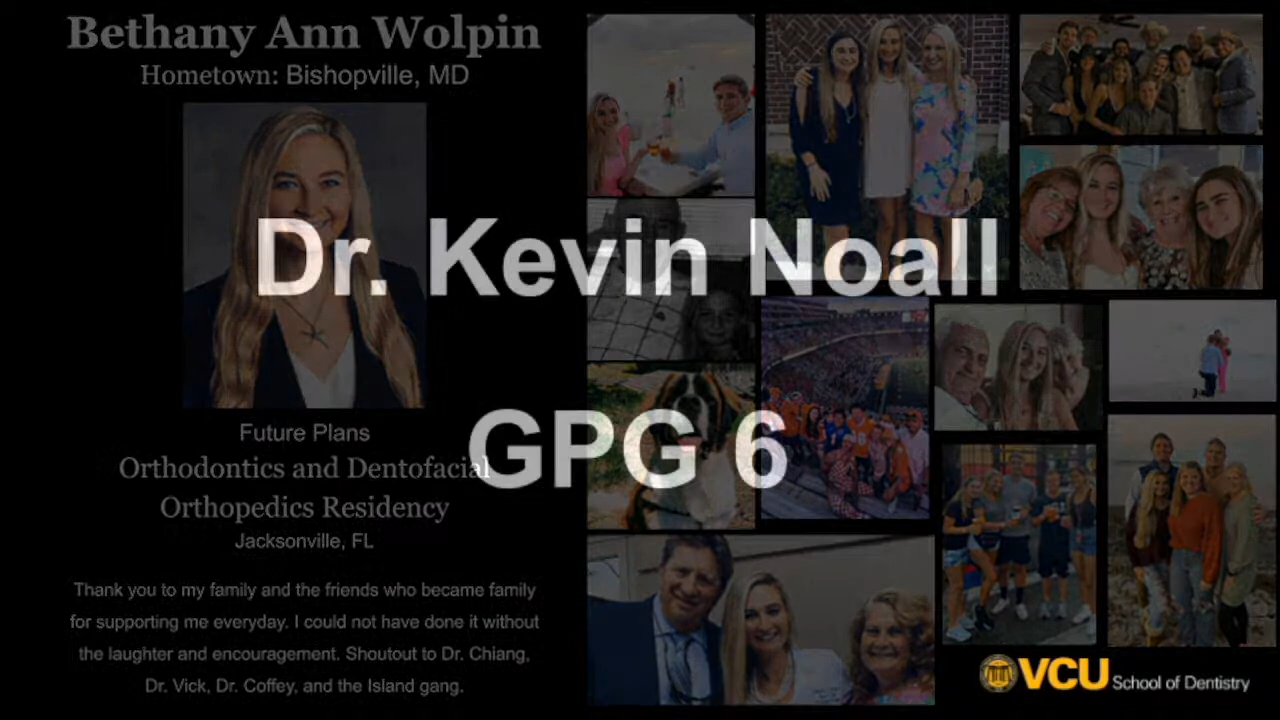 Bethany Ann Wolpin
Hometown: Bishopville, MD
Dr. Kevin Noall
GPG 6
Future Plans
Orthodontics and Dentofacial
Orthopedics Residency
Jacksonville, FL
Thank you to my family and the friends who became family
for supporting me everyday. I could not have done it without
the laughter and encouragement. Shoutout to Dr. Chiang,
Dr. Vick, Dr. Coffey, and the Island gang.
VCU School of Dentistry